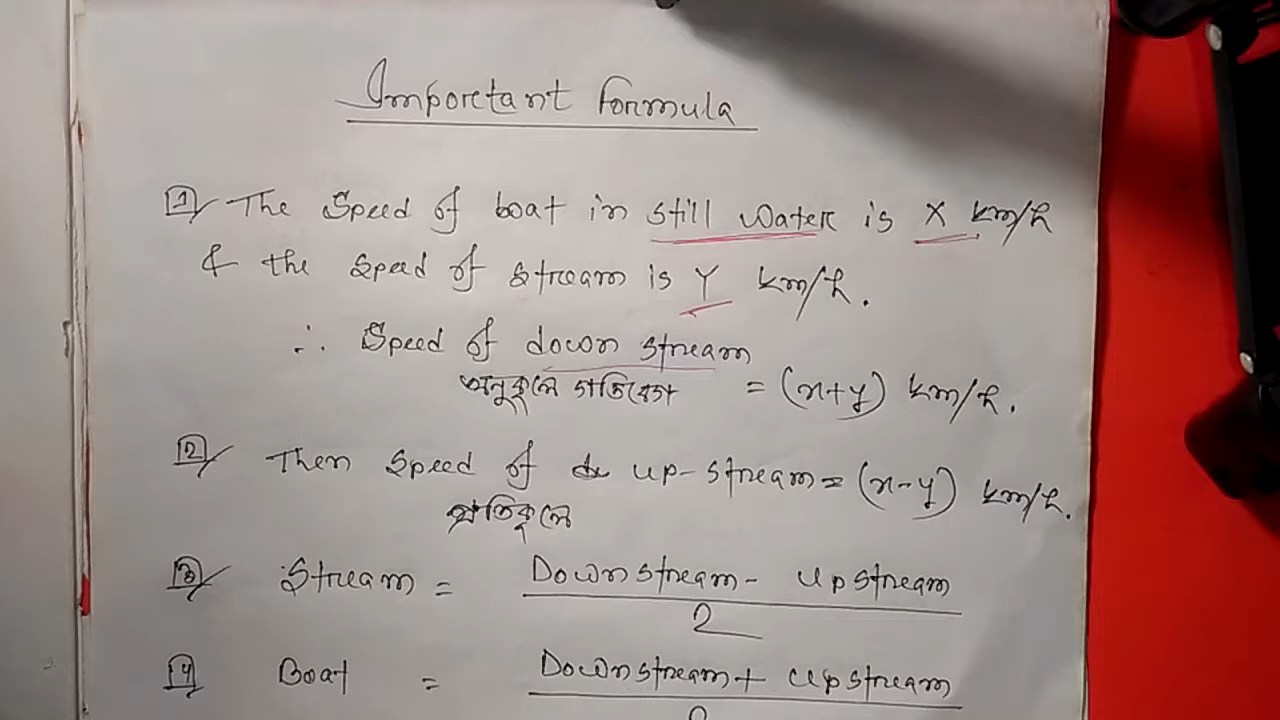 Important Formula
1 The Speed of boat in still water is X km/h
& the speed of stream is Y km/h.
∴ Speed of down stream
অনুকূলে গতিবেগ = (x+y) km/h.
2 Then speed of up-stream = (x-y) km/h.
প্রতিকূলে
3 Stream = Downstream - upstream
2
4 Boat = Downstream + upstream
2